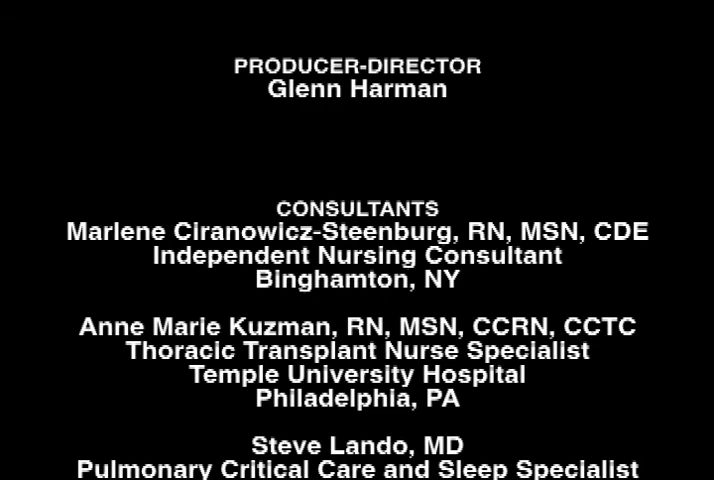 PRODUCER-DIRECTOR
Glenn Harman
CONSULTANTS
Marlene Ciranowicz-Steenburg, RN, MSN, CDE
Independent Nursing Consultant
Binghamton, NY
Anne Marie Kuzman, RN, MSN, CCRN, CCTC
Thoracic Transplant Nurse Specialist
Temple University Hospital
Philadelphia, PA
Steve Lando, MD
Pulmonary Critical Care and Sleep Specialist